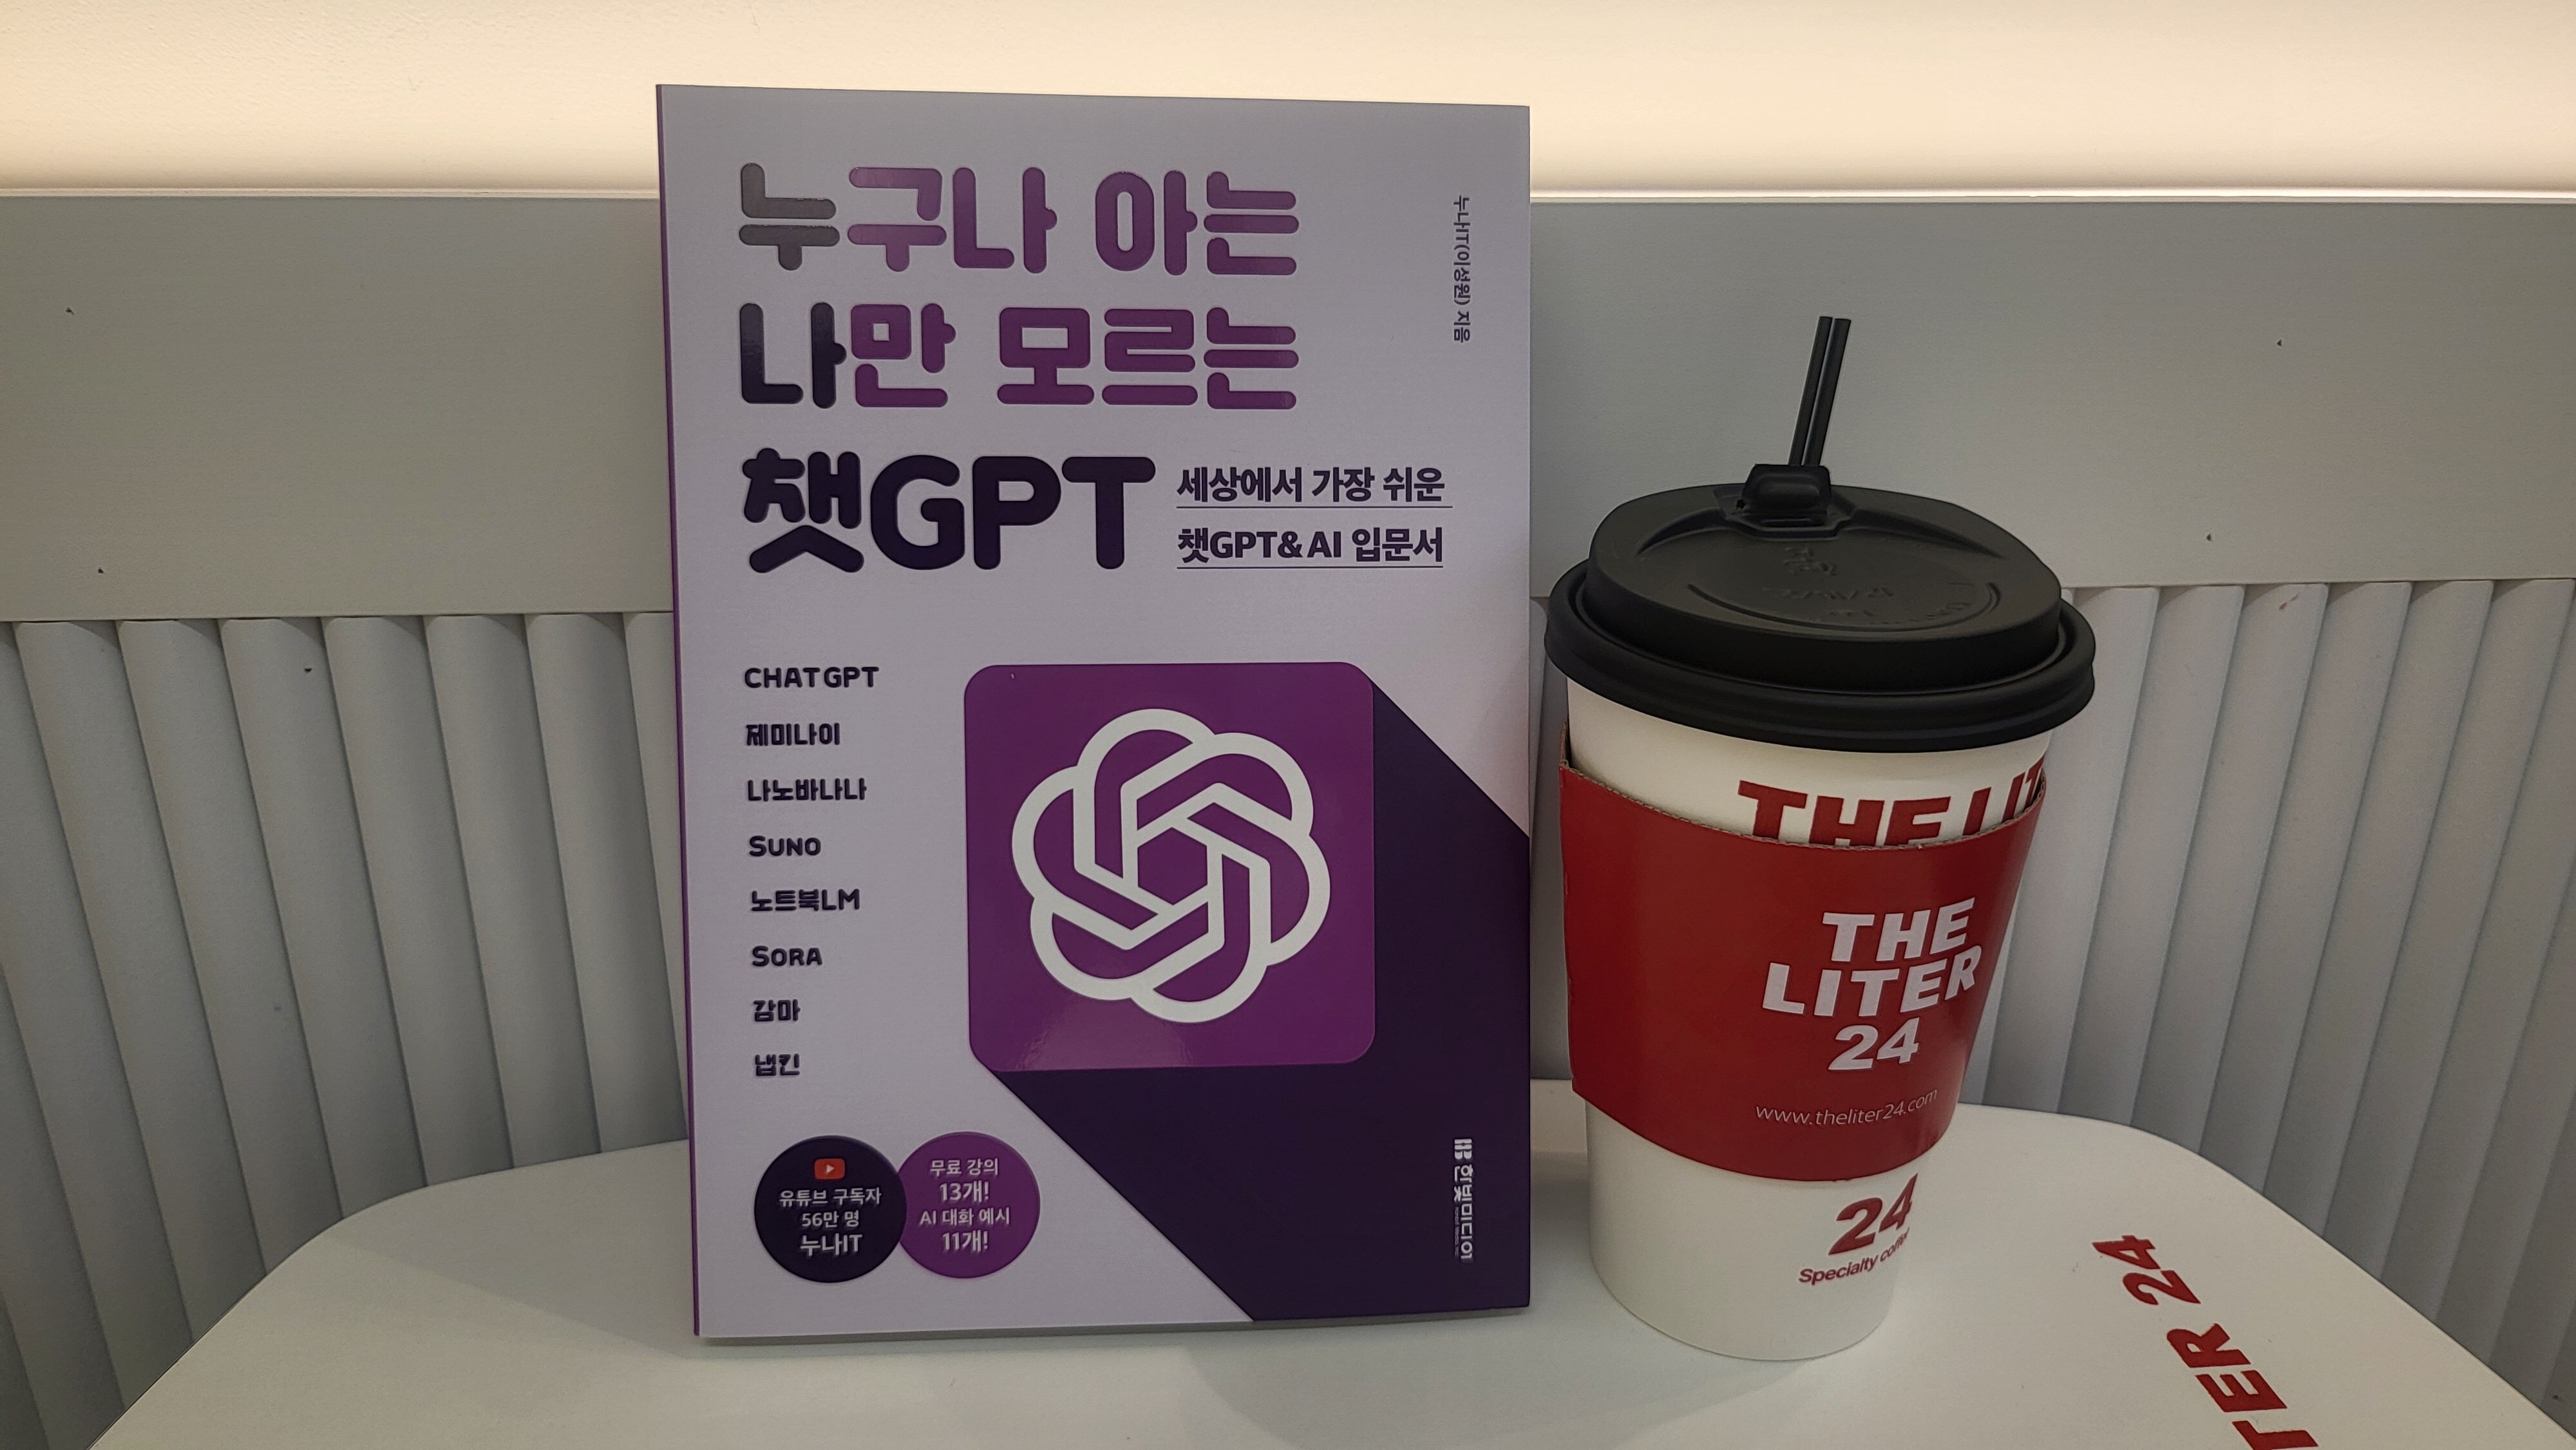 누구나 아는
나만 모르는
챗GPT
세상에서 가장 쉬운
챗GPT&AI 입문서
누나IT(이성원) 지음
CHATGPT
제미나이
나노바나나
SUNO
노트북LM
SORA
감마
냅킨
유튜브 구독자
56만 명
누나IT
무료 강의
13개!
AI 대화 예시
11개!
한빛미디어
THE LIT
THE
LITER
24
www.theliter24.com
24
Specialty coffe
TER 24